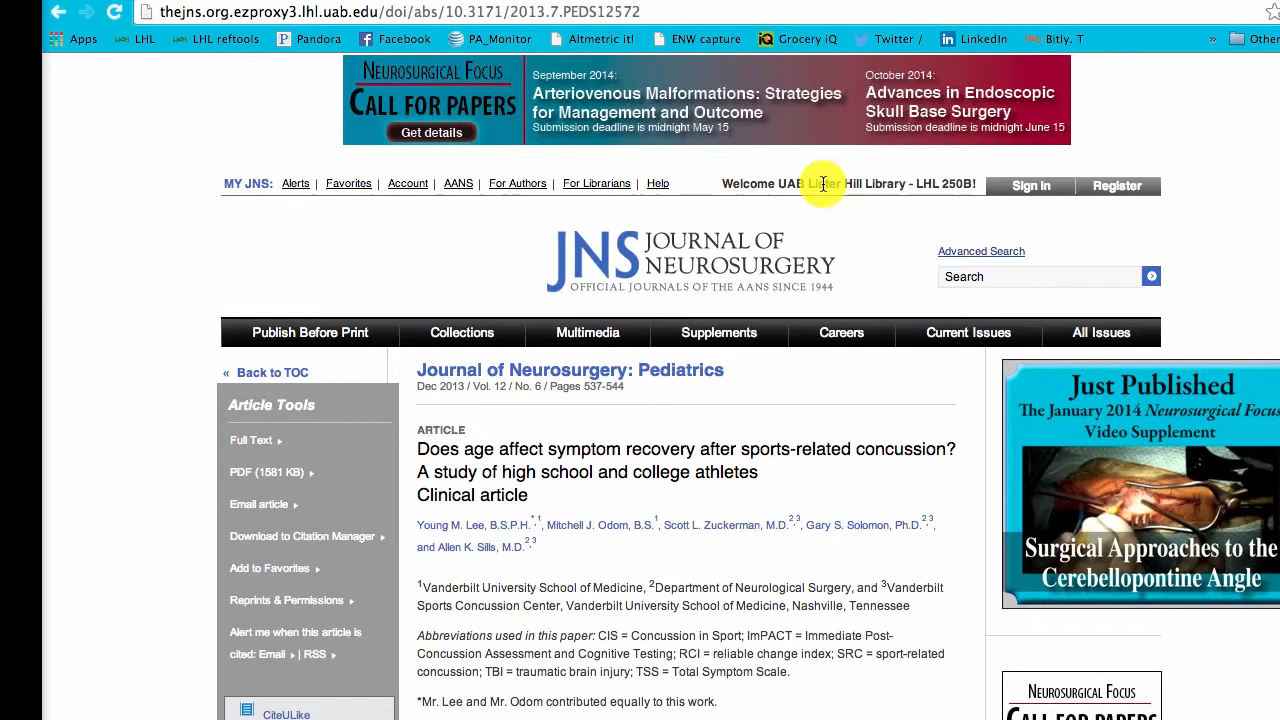 thejns.org.ezproxy3.lhl.uab.edu/doi/abs/10.3171/2013.7.PEDS12572
Apps LHL LHL reftools Pandora Facebook PA_Monitor Altmetric it! ENW capture Grocery iQ Twitter / LinkedIn Bitly. T » Other
NEUROSURGICAL FOCUS
CALL FOR PAPERS
Get details
September 2014:
Arteriovenous Malformations: Strategies
for Management and Outcome
Submission deadline is midnight May 15
October 2014:
Advances in Endoscopic
Skull Base Surgery
Submission deadline is midnight June 15
MY JNS: Alerts | Favorites | Account | AANS | For Authors | For Librarians | Help
Welcome UAB Lister Hill Library - LHL 250B!
Sign In Register
JNS JOURNAL OF
NEUROSURGERY
OFFICIAL JOURNALS OF THE AANS SINCE 1944
Advanced Search
Search
Publish Before Print Collections Multimedia Supplements Careers Current Issues All Issues
« Back to TOC
Article Tools
Full Text
PDF (1581 KB)
Email article
Download to Citation Manager
Add to Favorites
Reprints & Permissions
Alert me when this article is
cited: Email | RSS
CiteULike
Journal of Neurosurgery: Pediatrics
Dec 2013 / Vol. 12 / No. 6 / Pages 537-544
ARTICLE
Does age affect symptom recovery after sports-related concussion?
A study of high school and college athletes
Clinical article
Young M. Lee, B.S.P.H.*,1, Mitchell J. Odom, B.S.1, Scott L. Zuckerman, M.D.2,3, Gary S. Solomon, Ph.D.2,3,
and Allen K. Sills, M.D.2,3
1Vanderbilt University School of Medicine, 2Department of Neurological Surgery, and 3Vanderbilt
Sports Concussion Center, Vanderbilt University School of Medicine, Nashville, Tennessee
Abbreviations used in this paper: CIS = Concussion in Sport; ImPACT = Immediate Post-
Concussion Assessment and Cognitive Testing; RCI = reliable change index; SRC = sport-related
concussion; TBI = traumatic brain injury; TSS = Total Symptom Scale.
*Mr. Lee and Mr. Odom contributed equally to this work.
Just Published
The January 2014 Neurosurgical Focus
Video Supplement
Surgical Approaches to the
Cerebellopontine Angle
NEUROSURGICAL FOCUS
CALL FOR PAPERS